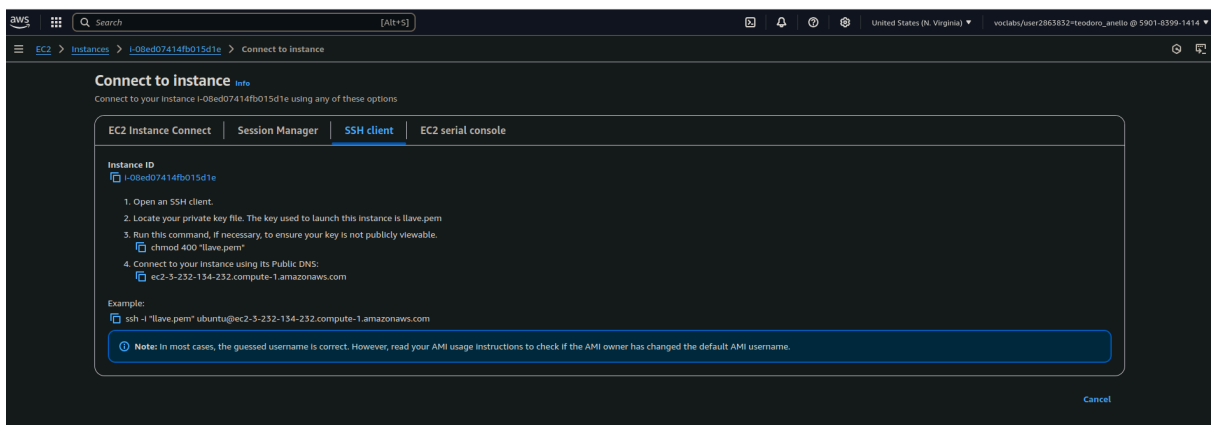 aws
Search [Alt+S]
United States (N. Virginia) ▼
voclabs/user2863832=teodoro_anello @ 5901-8399-1414 ▼
EC2 > Instances > i-08ed07414fb015d1e > Connect to instance
Connect to instance Info
Connect to your instance i-08ed07414fb015d1e using any of these options
EC2 Instance Connect
Session Manager
SSH client
EC2 serial console
Instance ID
i-08ed07414fb015d1e
1. Open an SSH client.
2. Locate your private key file. The key used to launch this instance is llave.pem
3. Run this command, if necessary, to ensure your key is not publicly viewable.
chmod 400 "llave.pem"
4. Connect to your instance using its Public DNS:
ec2-3-232-134-232.compute-1.amazonaws.com
Example:
ssh -i "llave.pem" ubuntu@ec2-3-232-134-232.compute-1.amazonaws.com
Note: In most cases, the guessed username is correct. However, read your AMI usage instructions to check if the AMI owner has changed the default AMI username.
Cancel